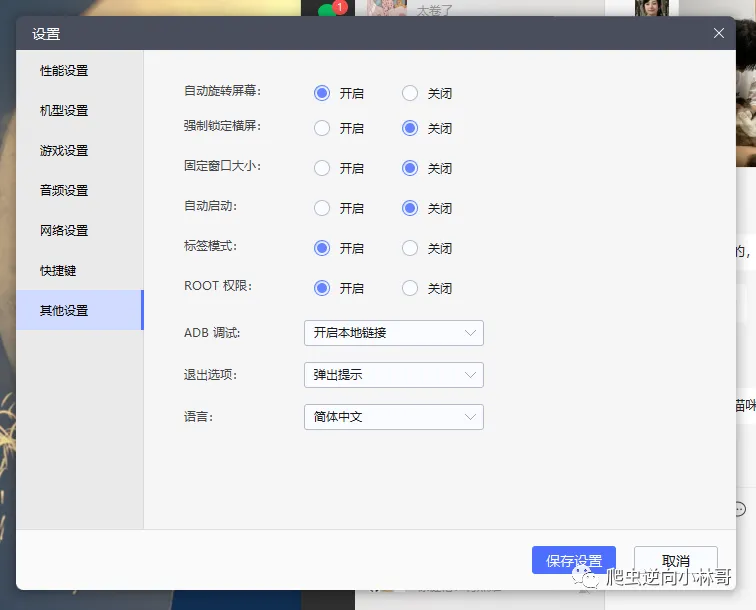 1
太卷了
设置
性能设置
机型设置
游戏设置
音频设置
网络设置
快捷键
其他设置
自动旋转屏幕: 开启 关闭
强制锁定横屏: 开启 关闭
固定窗口大小: 开启 关闭
自动启动: 开启 关闭
标签模式: 开启 关闭
ROOT 权限: 开启 关闭
ADB 调试: 开启本地链接
退出选项: 弹出提示
语言: 简体中文
的,
猫咪
保存设置 取消
爬虫逆向小林哥